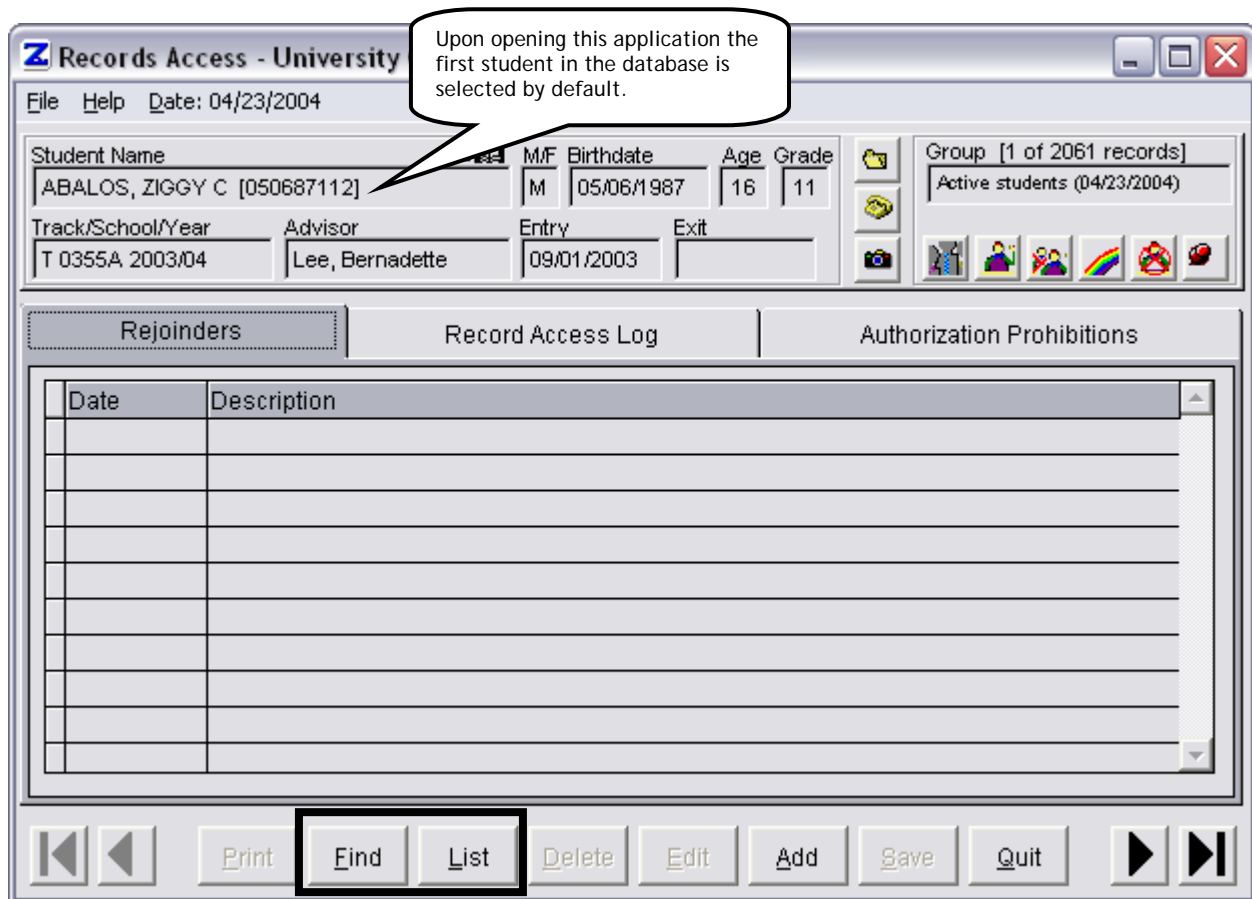 Upon opening this application the
first student in the database is
selected by default.
Records Access - University
File Help Date: 04/23/2004
Student Name M/F Birthdate Age Grade Group [1 of 2061 records]
ABALOS, ZIGGY C [050687112] M 05/06/1987 16 11 Active students (04/23/2004)
Track/School/Year Advisor Entry Exit
T 0355A 2003/04 Lee, Bernadette 09/01/2003
Rejoinders Record Access Log Authorization Prohibitions
Date Description
Print Find List Delete Edit Add Save Quit